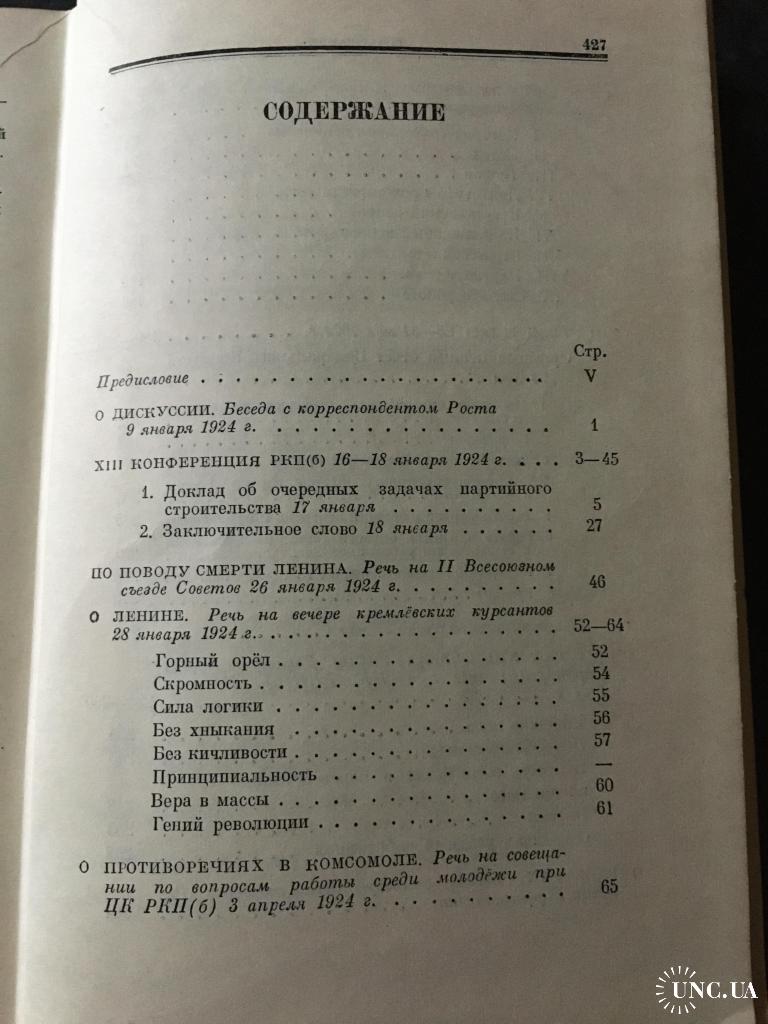 427
СОДЕРЖАНИЕ
Стр.
Предисловие . . . . . . . . . . . . . . . . . . . . . . V
О ДИСКУССИИ. Беседа с корреспондентом Роста
9 января 1924 г. . . . . . . . . . . . . . . . . 1
XIII КОНФЕРЕНЦИЯ РКП(б) 16—18 января 1924 г. . . . 3—45
1. Доклад об очередных задачах партийного
строительства 17 января . . . . . . . . . . 5
2. Заключительное слово 18 января . . . . . . 27
ПО ПОВОДУ СМЕРТИ ЛЕНИНА. Речь на II Всесоюзном
съезде Советов 26 января 1924 г. . . . . . . . . . 46
О ЛЕНИНЕ. Речь на вечере кремлёвских курсантов
28 января 1924 г. . . . . . . . . . . . . . . . . 52—64
Горный орёл . . . . . . . . . . . . . . . . 52
Скромность . . . . . . . . . . . . . . . . . 54
Сила логики . . . . . . . . . . . . . . . . 55
Без хныкания . . . . . . . . . . . . . . . 56
Без кичливости . . . . . . . . . . . . . . . 57
Принципиальность . . . . . . . . . . . . . —
Вера в массы . . . . . . . . . . . . . . . . 60
Гений революции . . . . . . . . . . . . . . 61
О ПРОТИВОРЕЧИЯХ В КОМСОМОЛЕ. Речь на совеща-
нии по вопросам работы среди молодёжи при
ЦК РКП(б) 3 апреля 1924 г. . . . . . . . . . . 65
UNC.UA